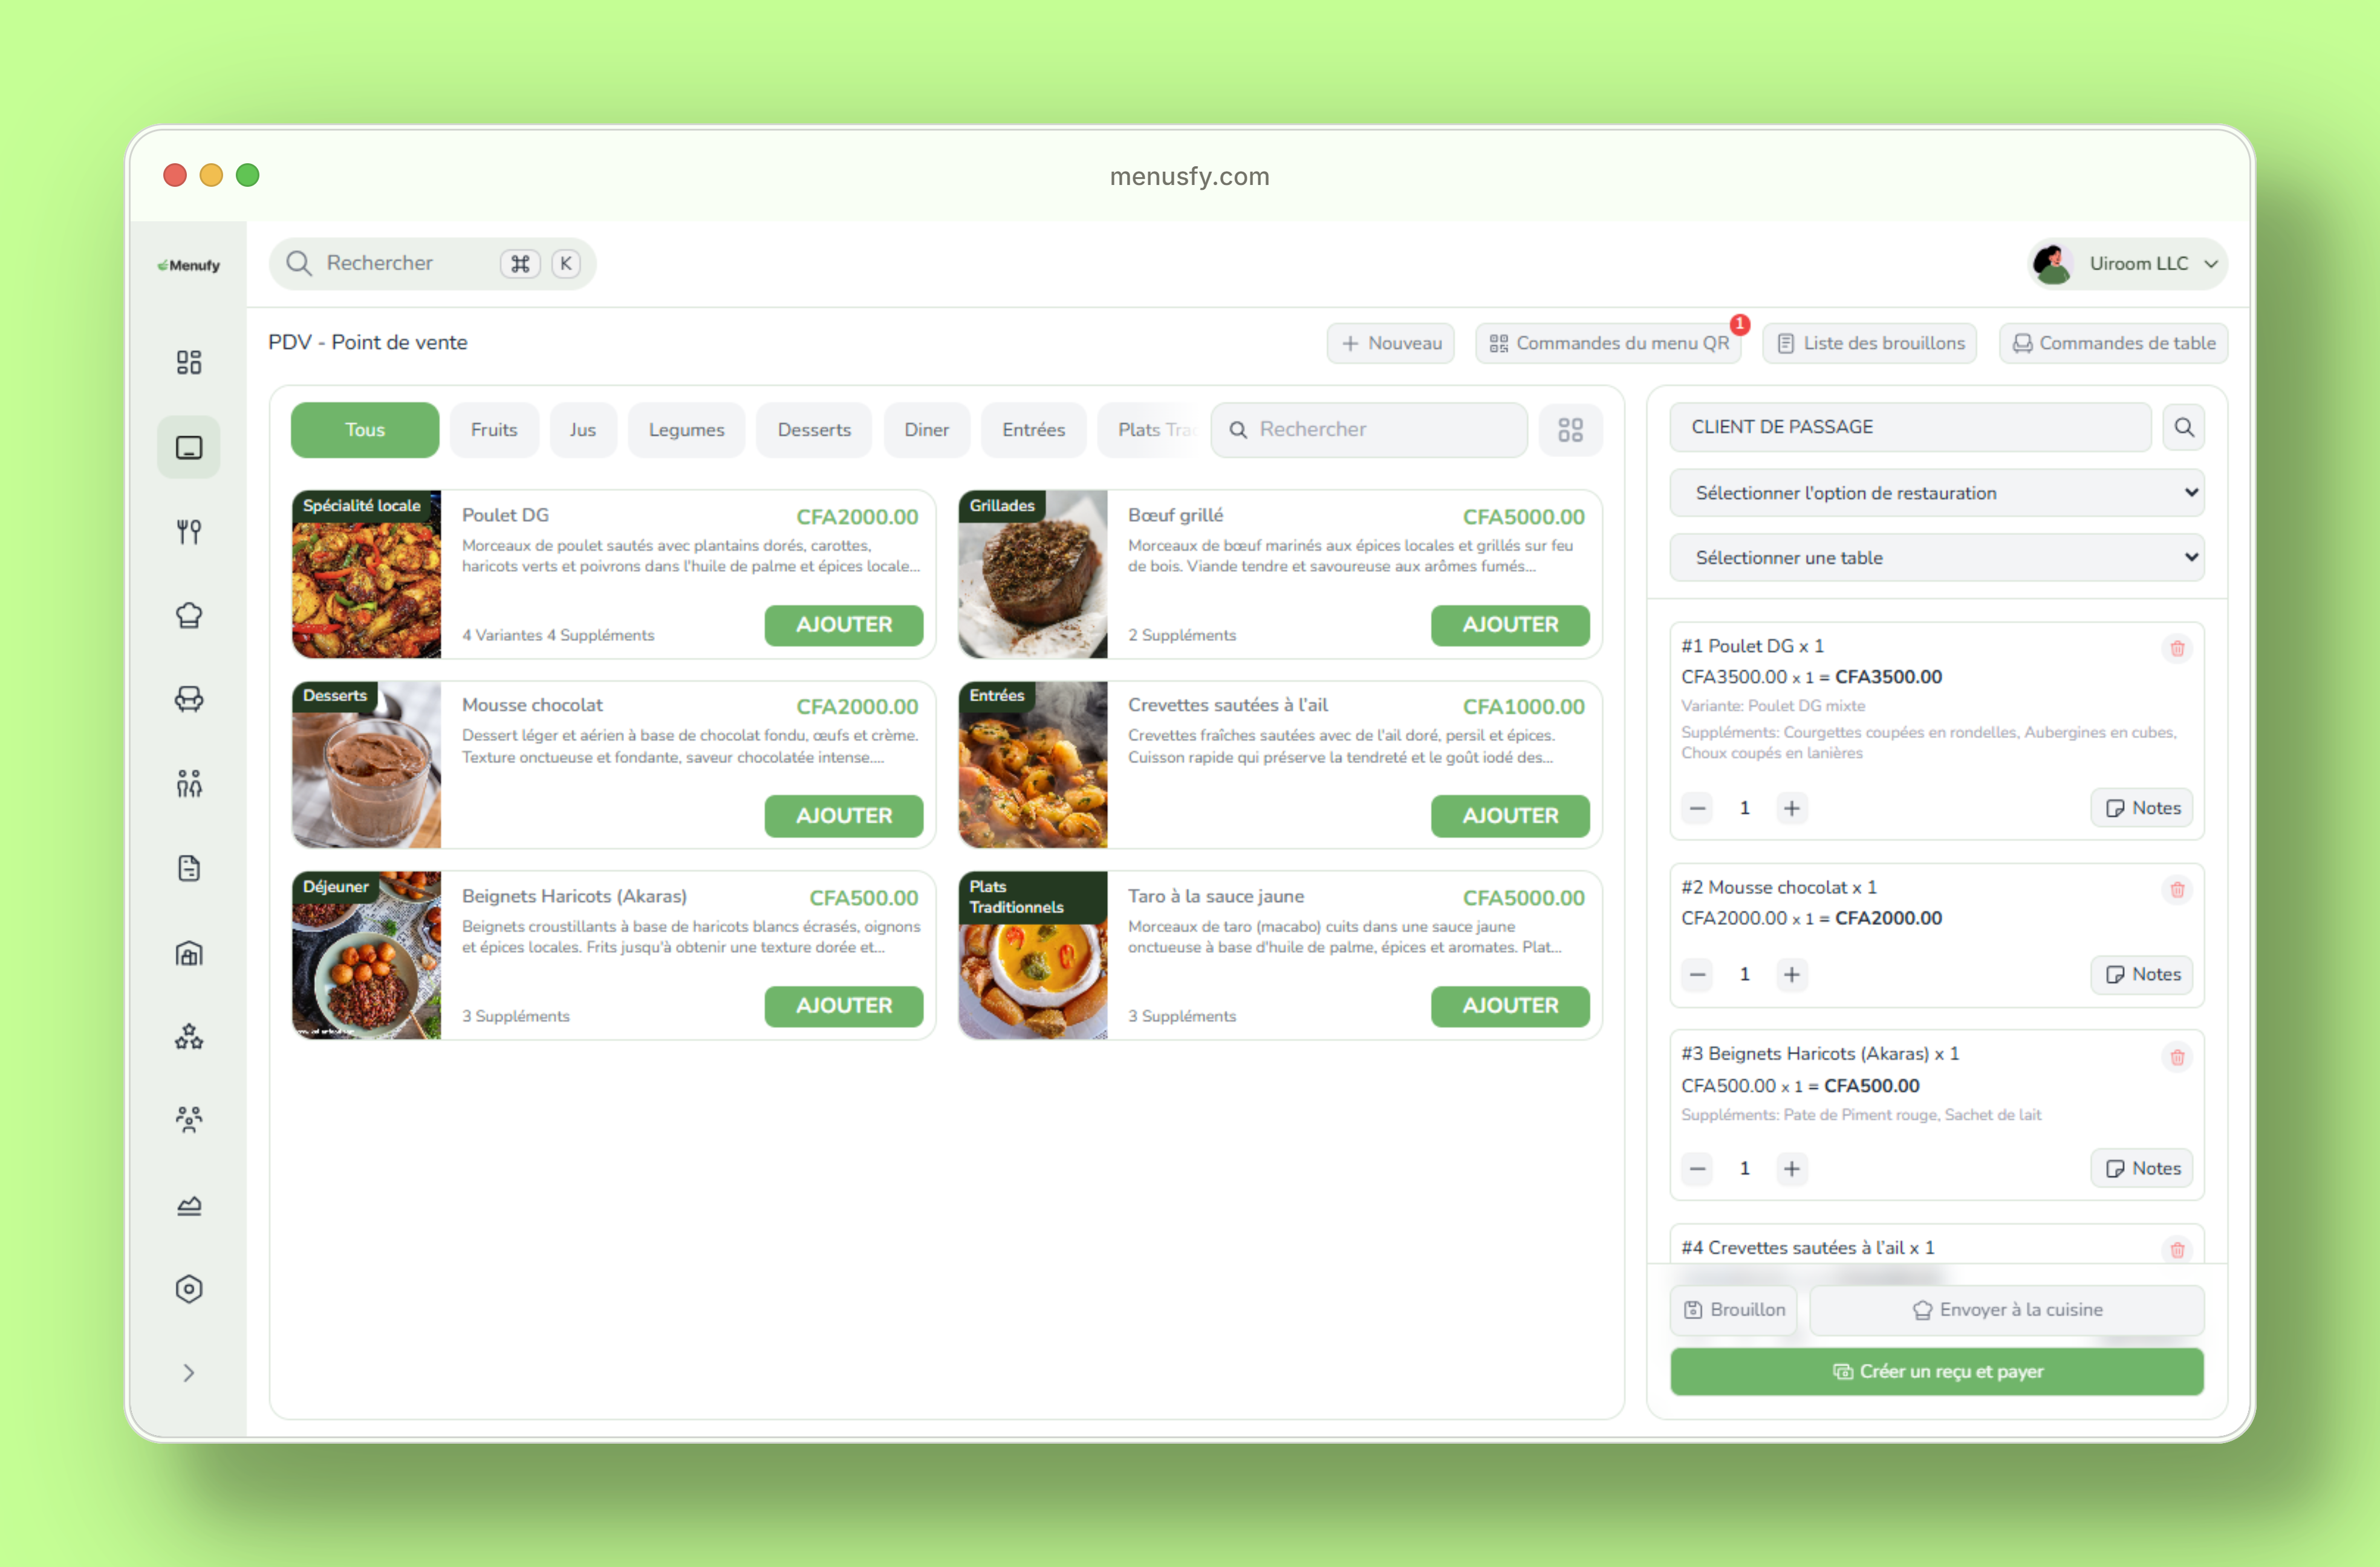 menusfy.com
Menufy
Rechercher
⌘ K
Uiroom LLC
PDV - Point de vente
Nouveau
Commandes du menu QR
1
Liste des brouillons
Commandes de table
Tous
Fruits
Jus
Legumes
Desserts
Diner
Entrées
Plats
Rechercher
Spécialité locale
Poulet DG
CFA2000.00
Morceaux de poulet sautés avec plantains dorés, carottes,
haricots verts et poivrons dans l'huile de palme et épices locale...
4 Variantes 4 Suppléments
AJOUTER
Grillades
Bœuf grillé
CFA5000.00
Morceaux de bœuf marinés aux épices locales et grillés sur feu
de bois. Viande tendre et savoureuse aux arômes fumés...
2 Suppléments
AJOUTER
Desserts
Mousse chocolat
CFA2000.00
Dessert léger et aérien à base de chocolat fondu, œufs et crème.
Texture onctueuse et fondante, saveur chocolatée intense....
AJOUTER
Entrées
Crevettes sautées à l'ail
CFA1000.00
Crevettes fraîches sautées avec de l'ail doré, persil et épices.
Cuisson rapide qui préserve la tendreté et le goût iodé des...
AJOUTER
Déjeuner
Beignets Haricots (Akaras)
CFA500.00
Beignets croustillants à base de haricots blancs écrasés, oignons
et épices locales. Frits jusqu'à obtenir une texture dorée et...
3 Suppléments
AJOUTER
Plats
Traditionnels
Taro à la sauce jaune
CFA5000.00
Morceaux de taro (macabo) cuits dans une sauce jaune
onctueuse à base d'huile de palme, épices et aromates. Plat...
3 Suppléments
AJOUTER
CLIENT DE PASSAGE
Sélectionner l'option de restauration
Sélectionner une table
#1 Poulet DG x 1
CFA3500.00 x 1 = CFA3500.00
Variante: Poulet DG mixte
Suppléments: Courgettes coupées en rondelles, Aubergines en cubes,
Choux coupés en lanières
1
Notes
#2 Mousse chocolat x 1
CFA2000.00 x 1 = CFA2000.00
1
Notes
#3 Beignets Haricots (Akaras) x 1
CFA500.00 x 1 = CFA500.00
Suppléments: Pate de Piment rouge, Sachet de lait
1
Notes
#4 Crevettes sautées à l'ail x 1
Brouillon
Envoyer à la cuisine
Créer un reçu et payer